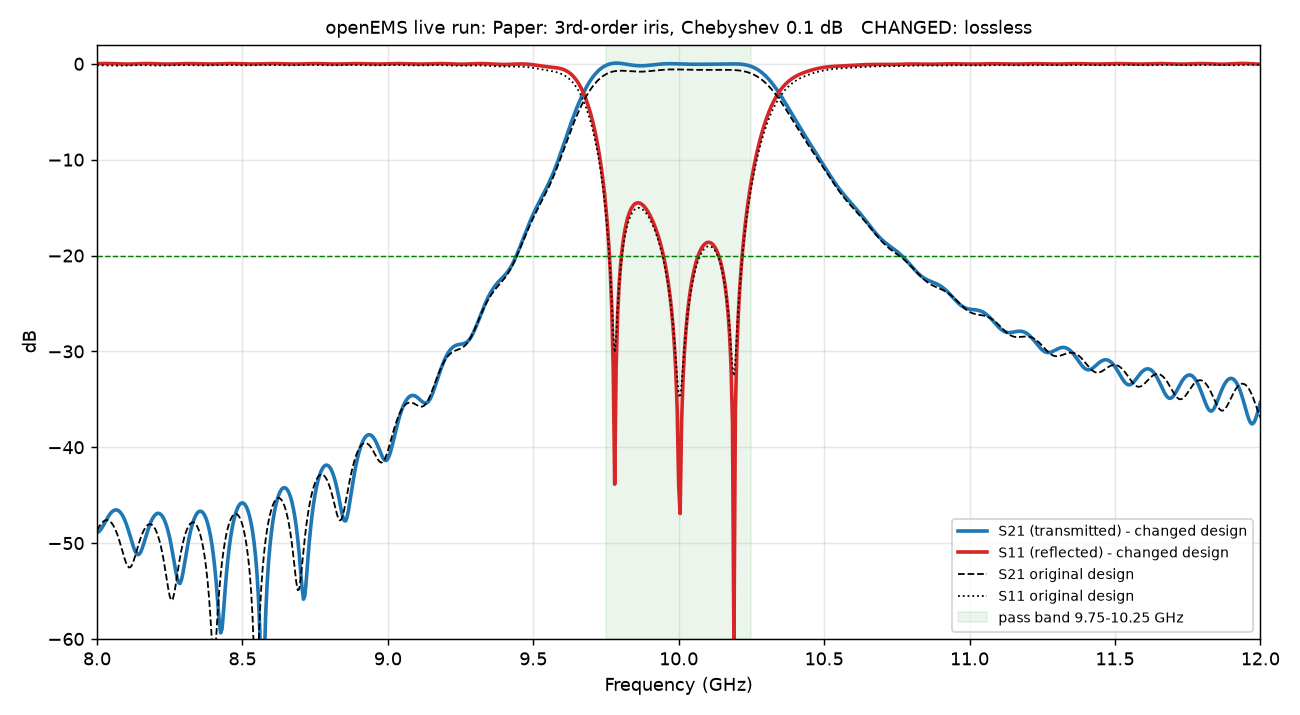 openEMS live run: Paper: 3rd-order iris, Chebyshev 0.1 dB   CHANGED: lossless
dB
0
−10
−20
−30
−40
−50
−60
8.0 8.5 9.0 9.5 10.0 10.5 11.0 11.5 12.0
Frequency (GHz)
S21 (transmitted) - changed design
S11 (reflected) - changed design
S21 original design
S11 original design
pass band 9.75-10.25 GHz